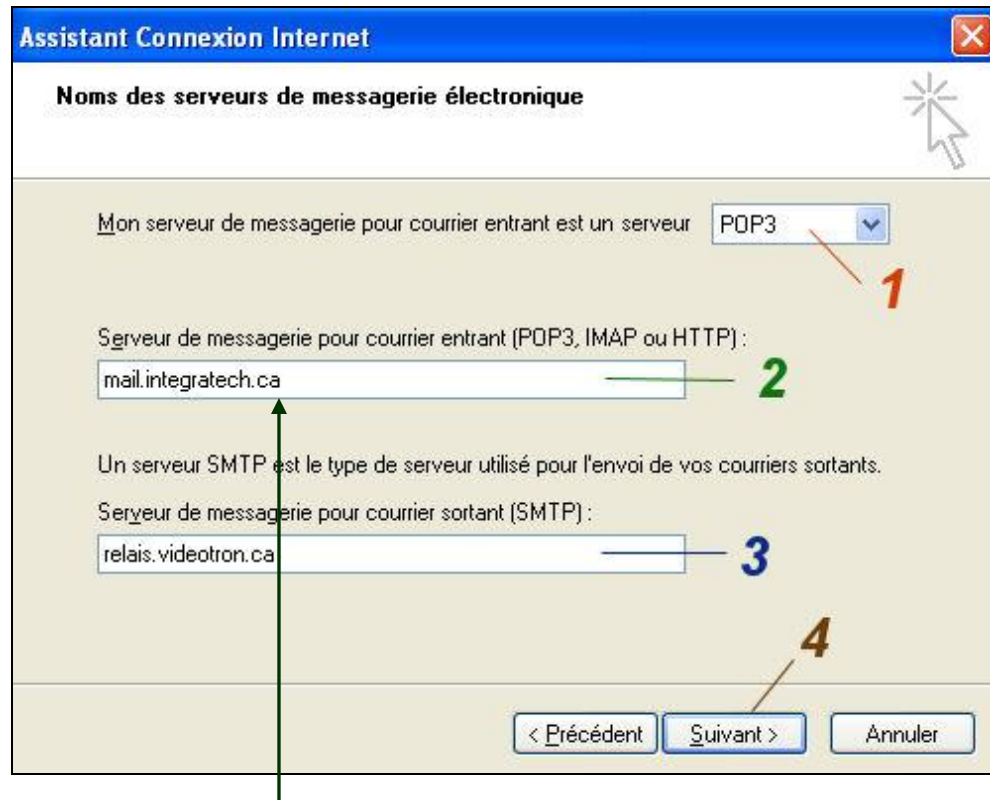 Assistant Connexion Internet
Noms des serveurs de messagerie électronique
Mon serveur de messagerie pour courrier entrant est un serveur POP3
1
Serveur de messagerie pour courrier entrant (POP3, IMAP ou HTTP) :
mail.integratech.ca 2
Un serveur SMTP est le type de serveur utilisé pour l'envoi de vos courriers sortants.
Serveur de messagerie pour courrier sortant (SMTP) :
relais.videotron.ca 3
4
< Précédent Suivant > Annuler